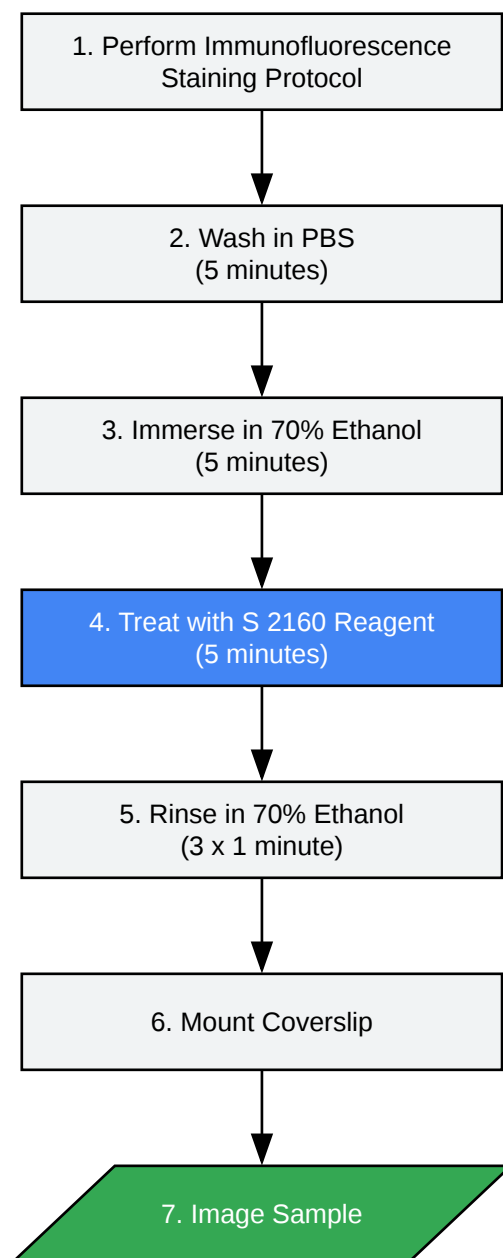 1. Perform Immunofluorescence
Staining Protocol
2. Wash in PBS
(5 minutes)
3. Immerse in 70% Ethanol
(5 minutes)
4. Treat with S 2160 Reagent
(5 minutes)
5. Rinse in 70% Ethanol
(3 x 1 minute)
6. Mount Coverslip
7. Image Sample